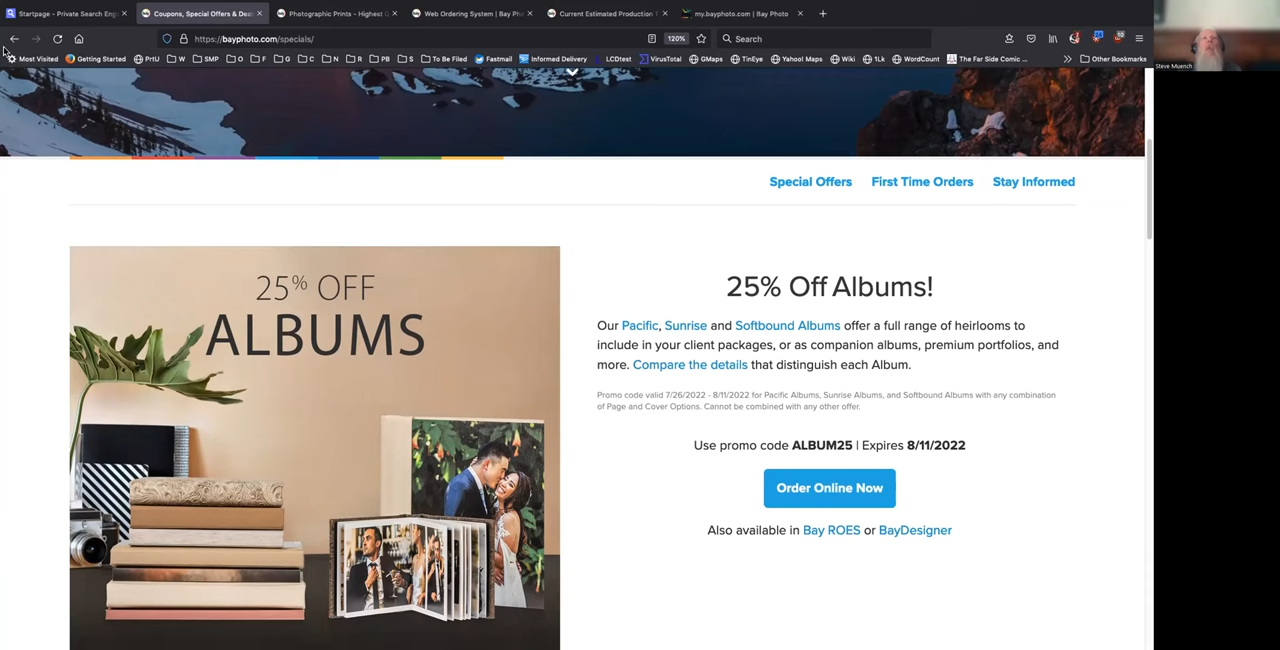 Startpage - Private Search Eng
Coupons, Special Offers & Deal
Photographic Prints - Highest Q
Web Ordering System | Bay Pho
Current Estimated Production T
my.bayphoto.com | Bay Photo
https://bayphoto.com/specials/
120%
Search
Most Visited
Getting Started
PrtU
W
SMP
O
F
G
C
N
R
PB
S
To Be Filed
Fastmail
Informed Delivery
LCDtest
VirusTotal
GMaps
TinEye
Yahoo! Maps
Wiki
1Lk
WordCount
The Far Side Comic ...
Other Bookmarks
Steve Muench
Special Offers
First Time Orders
Stay Informed
25% OFF
ALBUMS
25% Off Albums!
Our Pacific, Sunrise and Softbound Albums offer a full range of heirlooms to
include in your client packages, or as companion albums, premium portfolios, and
more. Compare the details that distinguish each Album.
Promo code valid 7/26/2022 - 8/11/2022 for Pacific Albums, Sunrise Albums, and Softbound Albums with any combination
of Page and Cover Options. Cannot be combined with any other offer.
Use promo code ALBUM25 | Expires 8/11/2022
Order Online Now
Also available in Bay ROES or BayDesigner